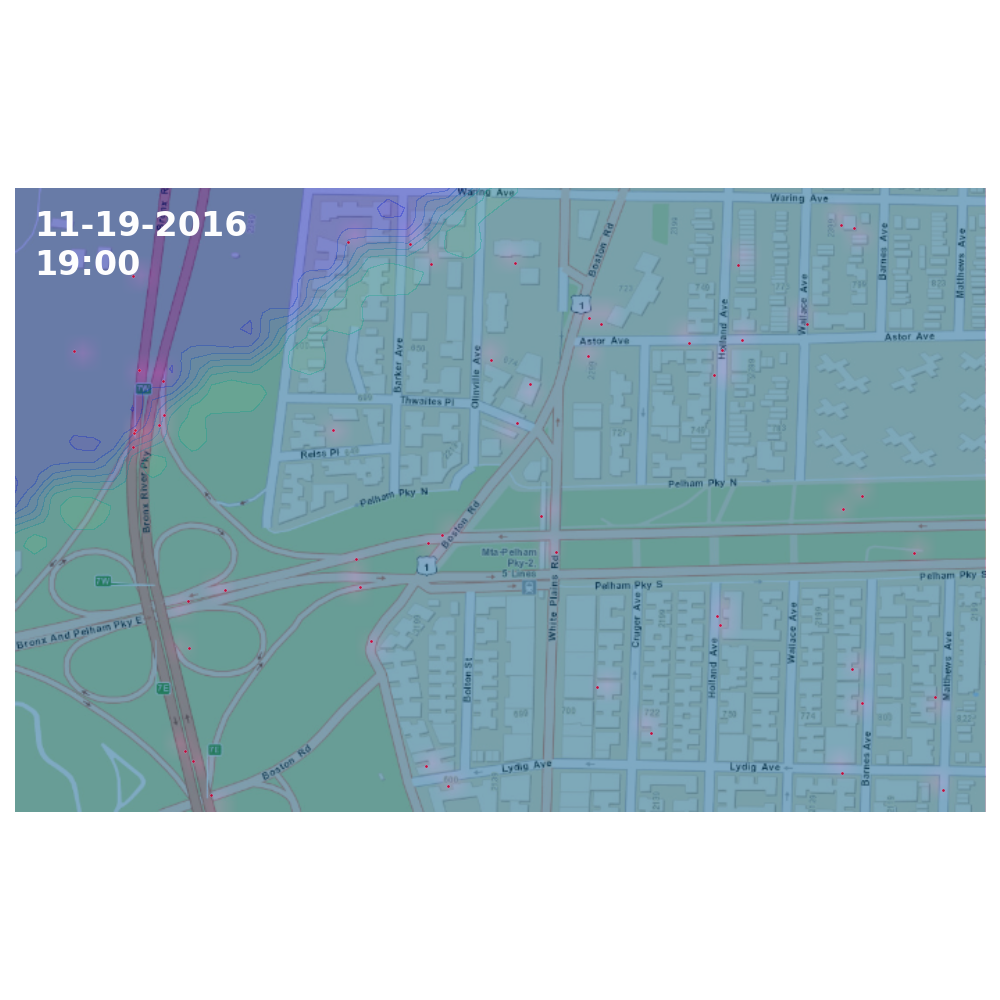 11-19-2016
19:00
Waring Ave
Waring Ave
Boston Rd
Barnes Ave
Matthews Ave
Wallace Ave
Holland Ave
1
Astor Ave
Astor Ave
Barker Ave
Olinville Ave
7W
Thwaites Pl
Reiss Pl
Pelham Pky N
Pelham Pky N
Bronx River Pky
Boston Rd
Mta-Pelham
Pky-2,
5 Lines
1
7W
White Plains Rd
Pelham Pky S
Pelham Pky S
Bronx And Pelham Pky E
Cruger Ave
Holland Ave
Wallace Ave
Matthews Ave
Bolton St
7E
7E
Boston Rd
Lydig Ave
Lydig Ave
Barnes Ave